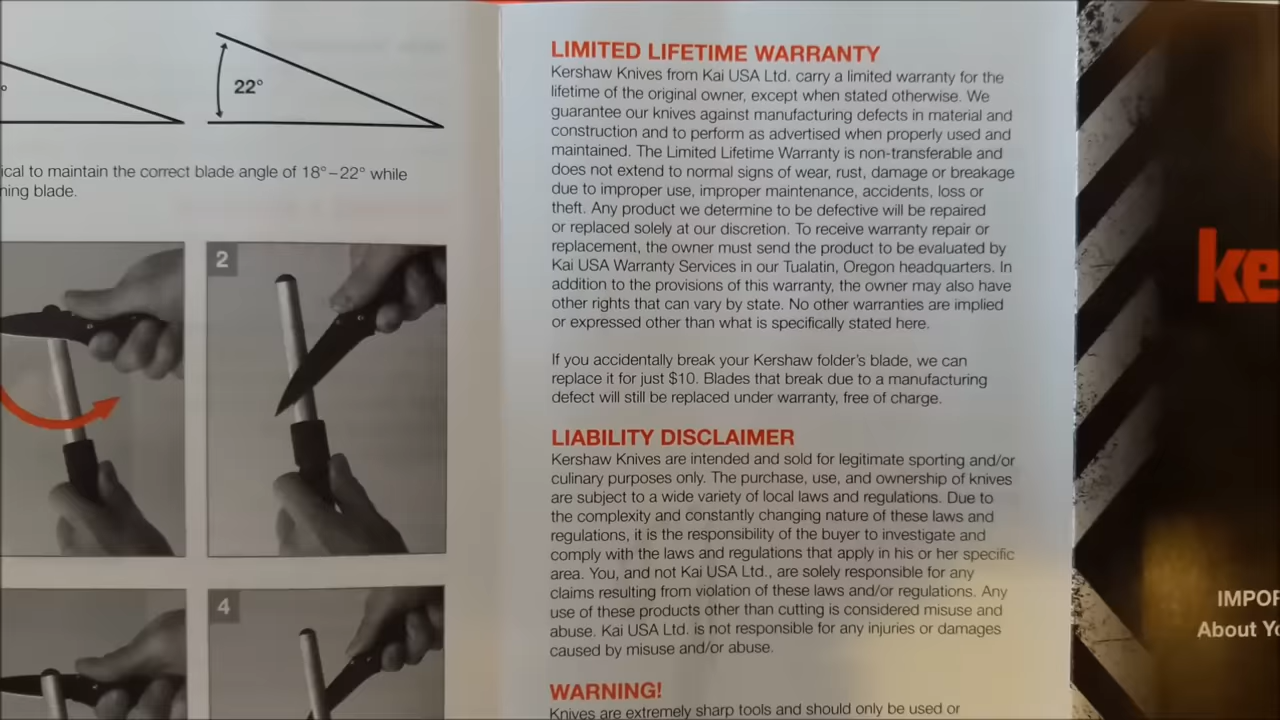 22°
ical to maintain the correct blade angle of 18°–22° while
ning blade.
2
4
LIMITED LIFETIME WARRANTY
Kershaw Knives from Kai USA Ltd. carry a limited warranty for the
lifetime of the original owner, except when stated otherwise. We
guarantee our knives against manufacturing defects in material and
construction and to perform as advertised when properly used and
maintained. The Limited Lifetime Warranty is non-transferable and
does not extend to normal signs of wear, rust, damage or breakage
due to improper use, improper maintenance, accidents, loss or
theft. Any product we determine to be defective will be repaired
or replaced solely at our discretion. To receive warranty repair or
replacement, the owner must send the product to be evaluated by
Kai USA Warranty Services in our Tualatin, Oregon headquarters. In
addition to the provisions of this warranty, the owner may also have
other rights that can vary by state. No other warranties are implied
or expressed other than what is specifically stated here.
If you accidentally break your Kershaw folder's blade, we can
replace it for just $10. Blades that break due to a manufacturing
defect will still be replaced under warranty, free of charge.
LIABILITY DISCLAIMER
Kershaw Knives are intended and sold for legitimate sporting and/or
culinary purposes only. The purchase, use, and ownership of knives
are subject to a wide variety of local laws and regulations. Due to
the complexity and constantly changing nature of these laws and
regulations, it is the responsibility of the buyer to investigate and
comply with the laws and regulations that apply in his or her specific
area. You, and not Kai USA Ltd., are solely responsible for any
claims resulting from violation of these laws and/or regulations. Any
use of these products other than cutting is considered misuse and
abuse. Kai USA Ltd. is not responsible for any injuries or damages
caused by misuse and/or abuse.
WARNING!
Knives are extremely sharp tools and should only be used or
ke
IMPOR
About Yo